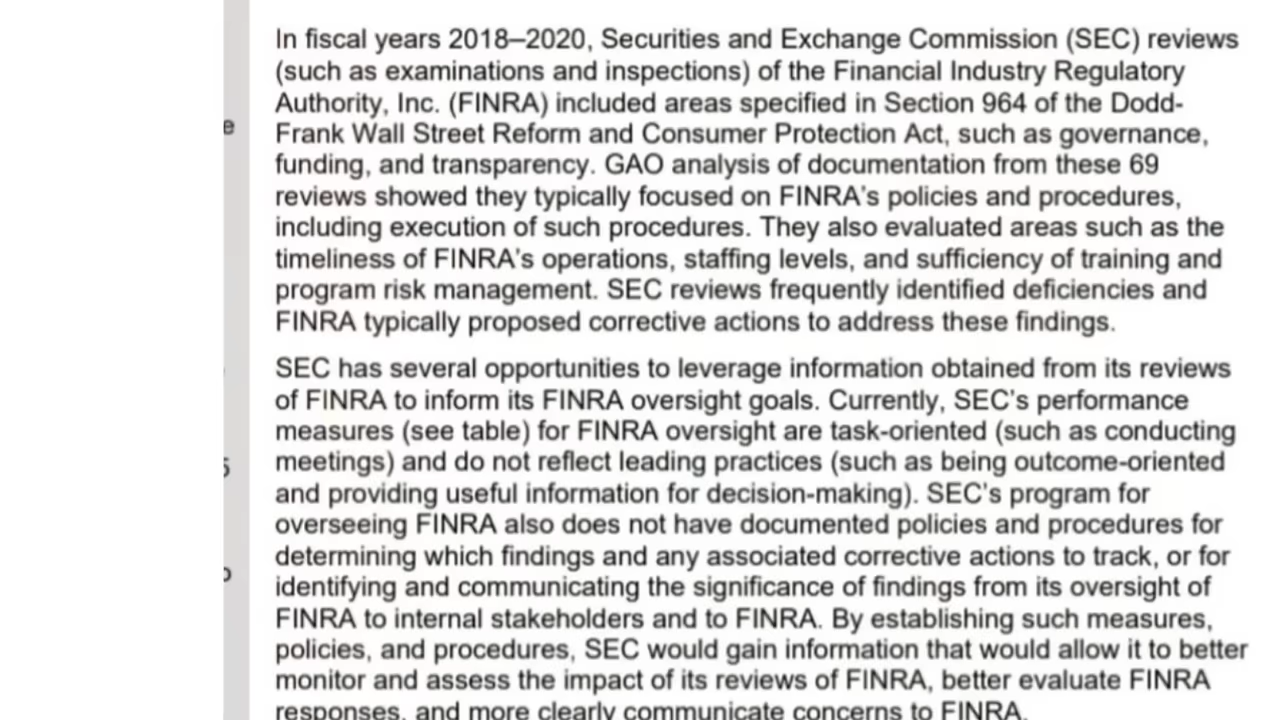 In fiscal years 2018–2020, Securities and Exchange Commission (SEC) reviews
(such as examinations and inspections) of the Financial Industry Regulatory
Authority, Inc. (FINRA) included areas specified in Section 964 of the Dodd-
Frank Wall Street Reform and Consumer Protection Act, such as governance,
funding, and transparency. GAO analysis of documentation from these 69
reviews showed they typically focused on FINRA's policies and procedures,
including execution of such procedures. They also evaluated areas such as the
timeliness of FINRA's operations, staffing levels, and sufficiency of training and
program risk management. SEC reviews frequently identified deficiencies and
FINRA typically proposed corrective actions to address these findings.
SEC has several opportunities to leverage information obtained from its reviews
of FINRA to inform its FINRA oversight goals. Currently, SEC's performance
measures (see table) for FINRA oversight are task-oriented (such as conducting
meetings) and do not reflect leading practices (such as being outcome-oriented
and providing useful information for decision-making). SEC's program for
overseeing FINRA also does not have documented policies and procedures for
determining which findings and any associated corrective actions to track, or for
identifying and communicating the significance of findings from its oversight of
FINRA to internal stakeholders and to FINRA. By establishing such measures,
policies, and procedures, SEC would gain information that would allow it to better
monitor and assess the impact of its reviews of FINRA, better evaluate FINRA
responses, and more clearly communicate concerns to FINRA.